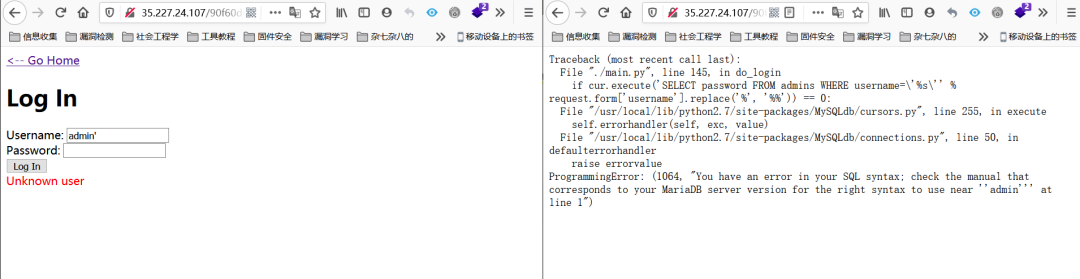 35.227.24.107/90f60d
信息收集 漏洞检测 社会工程学 工具教程 固件安全 漏洞学习 杂七杂八的 移动设备上的书签
<-- Go Home
Log In
Username: admin'
Password:
Log In
Unknown user
35.227.24.107/90
信息收集 漏洞检测 社会工程学 工具教程 固件安全 漏洞学习 杂七杂八的 移动设备上的书签
Traceback (most recent call last):
File "./main.py", line 145, in do_login
if cur.execute('SELECT password FROM admins WHERE username=\'%s\'' %
request.form['username'].replace('%', '%%')) == 0:
File "/usr/local/lib/python2.7/site-packages/MySQLdb/cursors.py", line 255, in execute
self.errorhandler(self, exc, value)
File "/usr/local/lib/python2.7/site-packages/MySQLdb/connections.py", line 50, in
defaulterrorhandler
raise errorvalue
ProgrammingError: (1064, "You have an error in your SQL syntax; check the manual that
corresponds to your MariaDB server version for the right syntax to use near ''admin''' at
line 1")